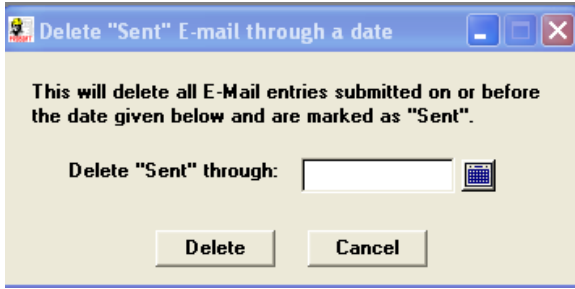 Delete "Sent" E-mail through a date
This will delete all E-Mail entries submitted on or before
the date given below and are marked as "Sent".
Delete "Sent" through:
Delete Cancel